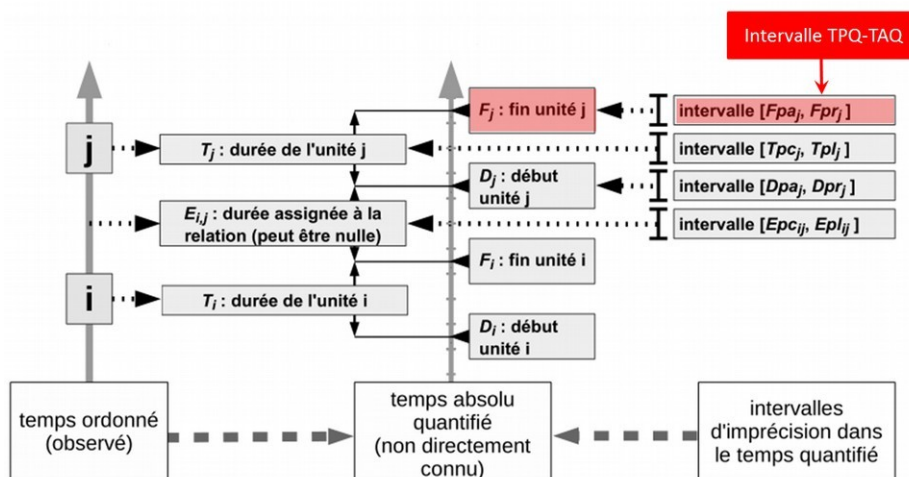 Intervalle TPQ-TAQ
Fj : fin unité j
intervalle [Fpaj, Fprj ]
j
Tj : durée de l'unité j
intervalle [Tpcj, Tplj ]
Dj : début
unité j
intervalle [Dpaj, Dprj ]
Ei,j : durée assignée à la
relation (peut être nulle)
intervalle [Epcij, Eplij ]
Fi : fin unité i
i
Ti : durée de l'unité i
Di : début
unité i
temps ordonné
(observé)
temps absolu
quantifié
(non directement
connu)
intervalles
d'imprécision dans
le temps quantifié